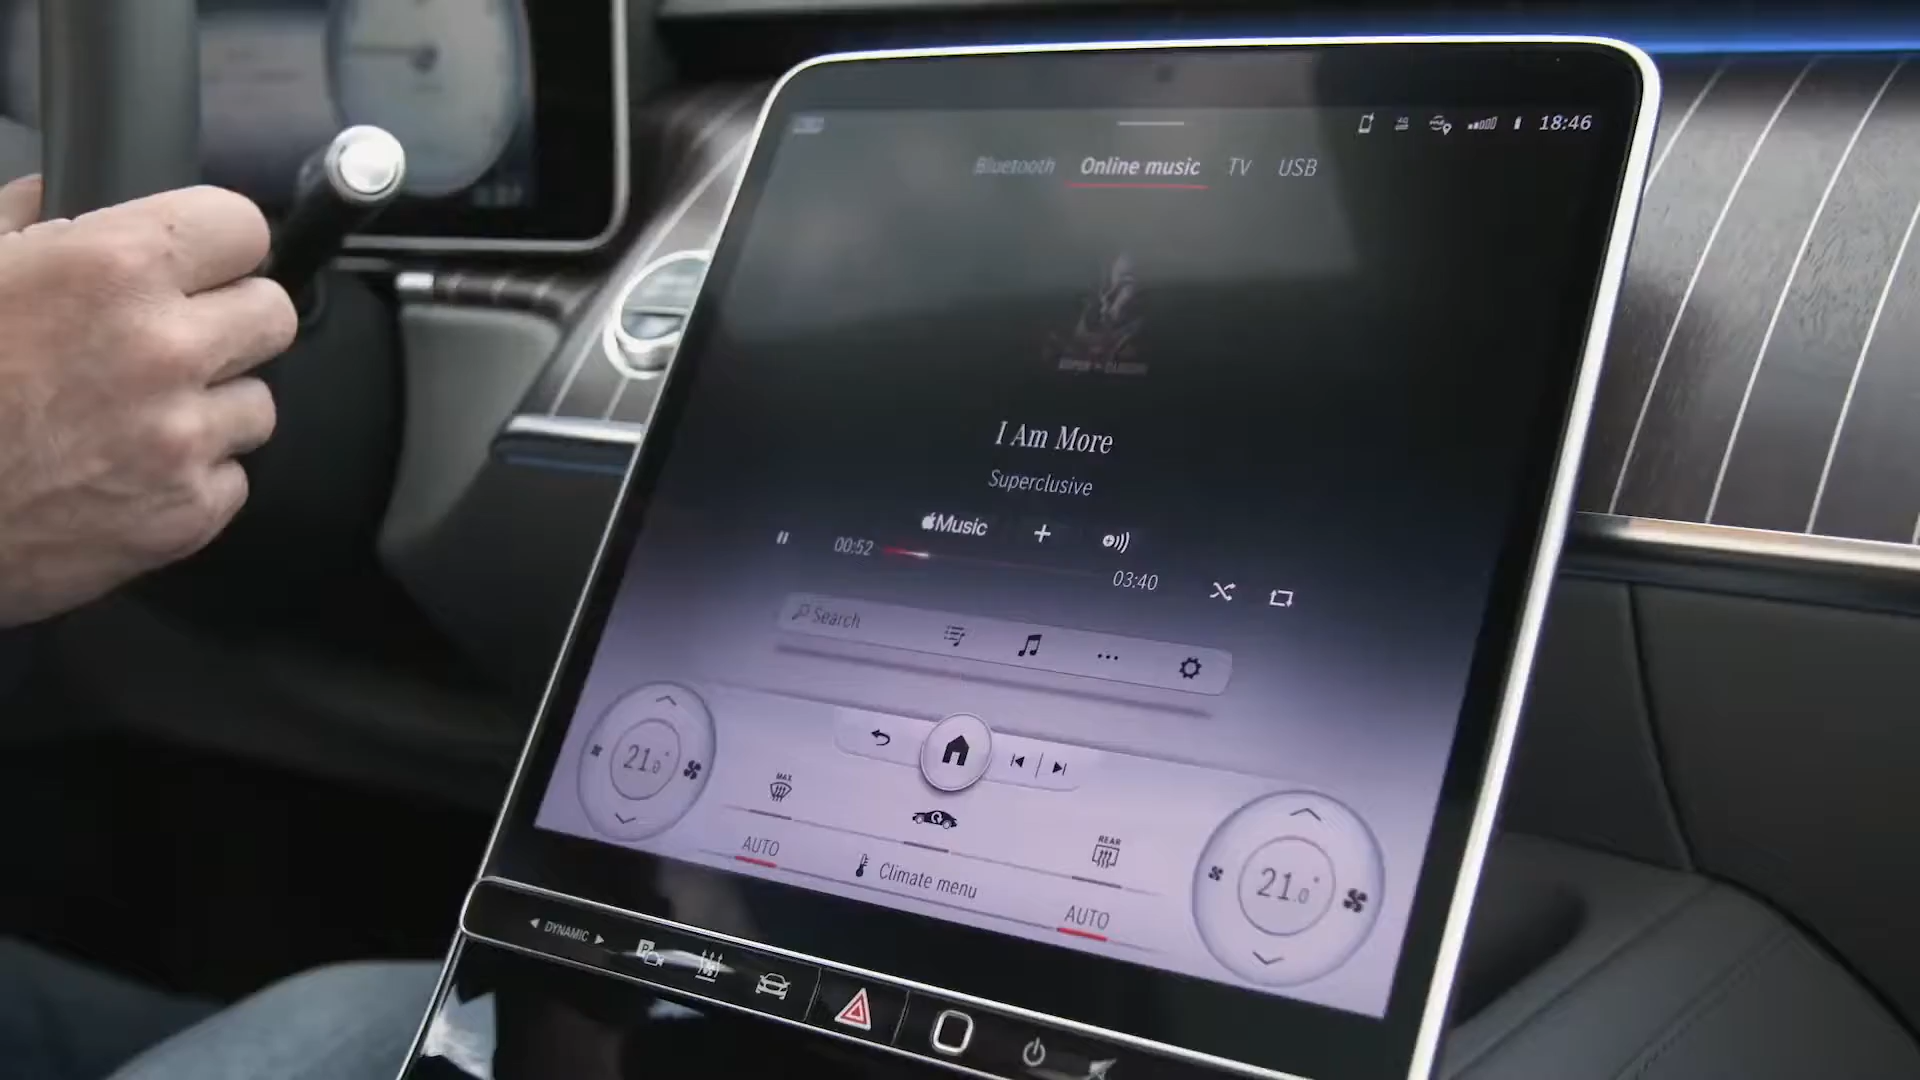 18:46
Bluetooth Online music TV USB
I Am More
Superclusive
Music
00:52
03:40
Search
21.0°
MAX
AUTO
Climate menu
REAR
AUTO
21.0°
DYNAMIC
P